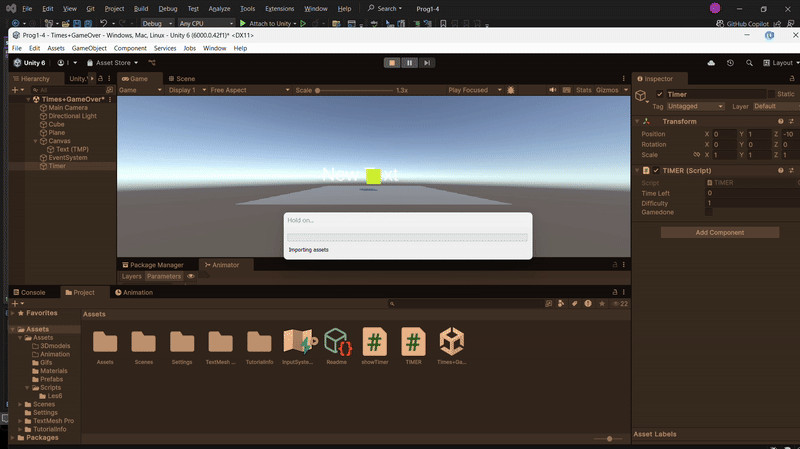 File Edit View Git Project Build Debug Test Analyze Tools Extensions Window Help Search Prog1-4
Debug Any CPU Attach to Unity GitHub Copilot
Prog1-4 - Times+GameOver - Windows, Mac, Linux - Unity 6 (6000.0.42f1)* <DX11>
File Edit Assets GameObject Component Services Jobs Window Help
Unity 6 I Asset Store Layout
Hierarchy Unity.V Game Scene Inspector
All Game Display 1 Free Aspect Scale 1.3x Play Focused Stats Gizmos Timer Static
Times+GameOver* Tag Untagged Layer Default
Main Camera
Directional Light
Cube
Plane
Canvas
Text (TMP)
EventSystem
Timer
Transform
Position X 0 Y 1 Z -10
Rotation X 0 Y 0 Z 0
Scale X 1 Y 1 Z 1
TIMER (Script)
Script TIMER
Time Left 0
Difficulty 1
Gamedone
Add Component
Hold on...
Importing assets
Package Manager Animator
Layers Parameters
Console Project Animation
22
Favorites
Assets
Assets
3Dmodels
Animation
Gifs
Materials
Prefabs
Scripts
Les6
Scenes
Settings
TextMesh Pro
TutorialInfo
Packages
Assets
Assets Scenes Settings TextMesh ... TutorialInfo InputSyste... Readme showTimer TIMER Times+Ga...
Asset Labels